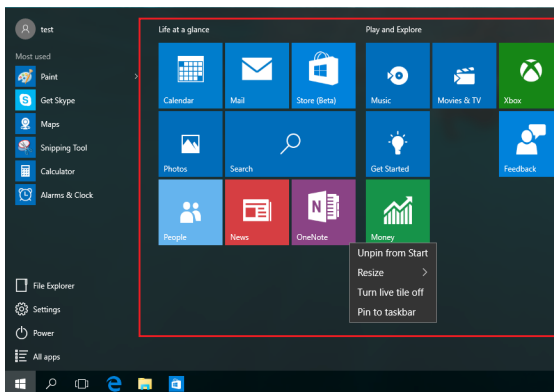 test
Most used
Paint
Get Skype
Maps
Snipping Tool
Calculator
Alarms & Clock
File Explorer
Settings
Power
All apps
Life at a glance
Play and Explore
Calendar
Mail
Store (Beta)
Music
Movies & TV
Xbox
Photos
Search
Get Started
Feedback
People
News
OneNote
Money
Unpin from Start
Resize
Turn live tile off
Pin to taskbar